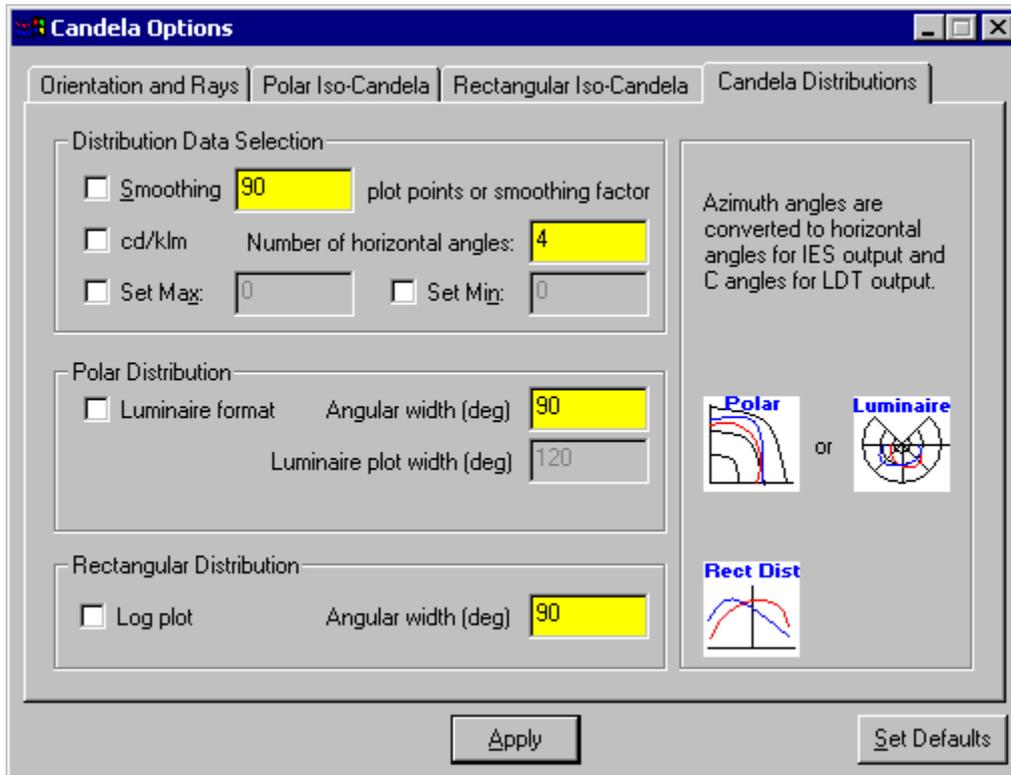 Candela Options
Orientation and Rays
Polar Iso-Candela
Rectangular Iso-Candela
Candela Distributions
Distribution Data Selection
Smoothing 90 plot points or smoothing factor
cd/klm Number of horizontal angles: 4
Set Max: 0 Set Min: 0
Polar Distribution
Luminaire format Angular width (deg) 90
Luminaire plot width (deg) 120
Rectangular Distribution
Log plot Angular width (deg) 90
Azimuth angles are
converted to horizontal
angles for IES output and
C angles for LDT output.
Polar or Luminaire
Rect Dist
Apply
Set Defaults